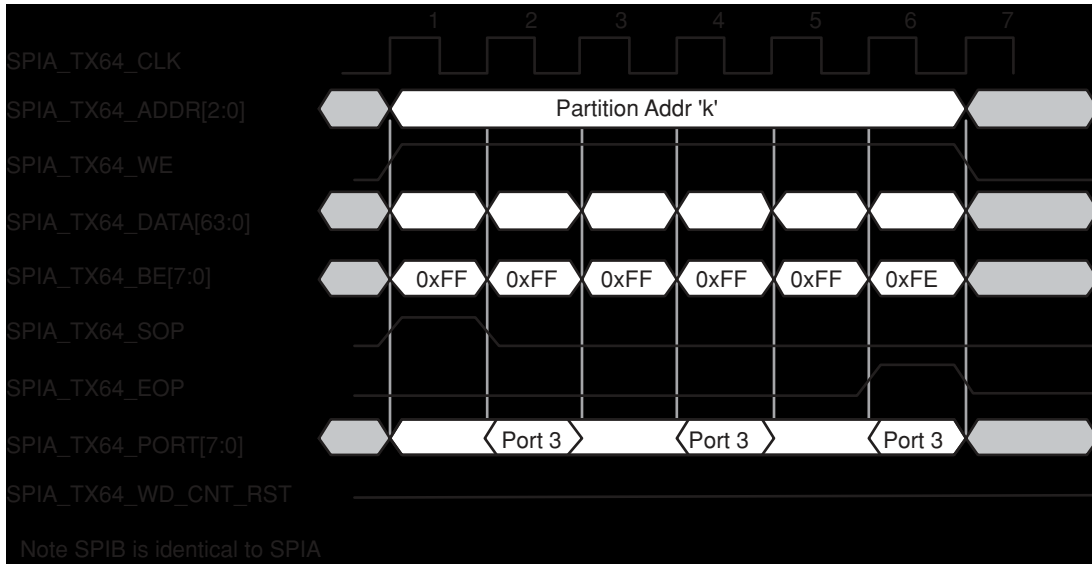 1 2 3 4 5 6 7
SPIA_TX64_CLK
SPIA_TX64_ADDR[2:0] Partition Addr 'k'
SPIA_TX64_WE
SPIA_TX64_DATA[63:0]
SPIA_TX64_BE[7:0] 0xFF 0xFF 0xFF 0xFF 0xFF 0xFE
SPIA_TX64_SOP
SPIA_TX64_EOP
SPIA_TX64_PORT[7:0] Port 3 Port 3 Port 3
SPIA_TX64_WD_CNT_RST
Note SPIB is identical to SPIA